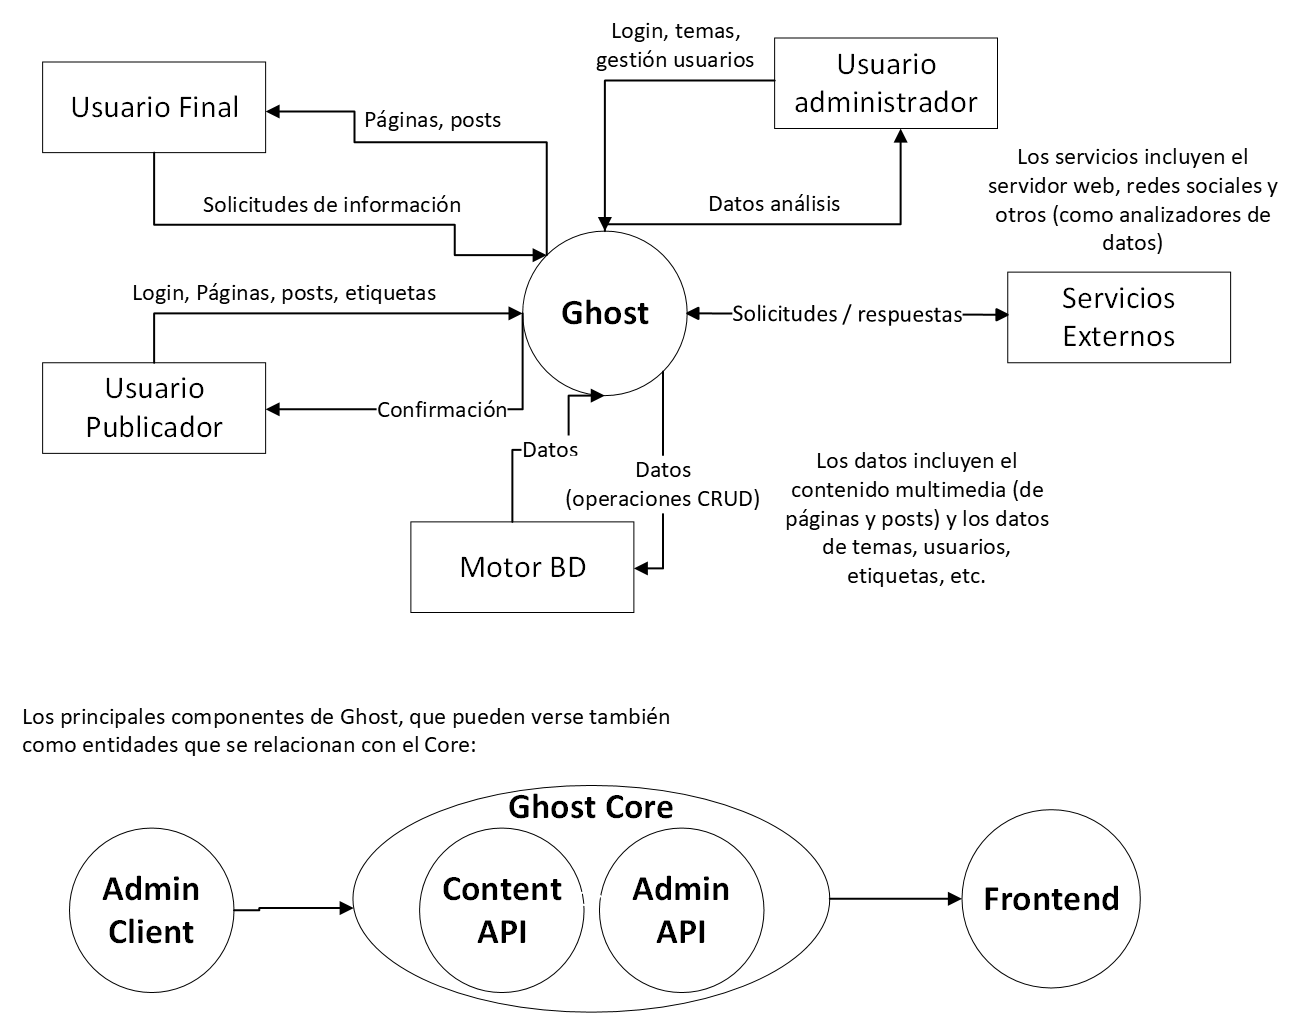 Login, temas,
gestión usuarios
Usuario
administrador
Usuario Final
Páginas, posts
Solicitudes de información
Datos análisis
Los servicios incluyen el
servidor web, redes sociales y
otros (como analizadores de
datos)
Login, Páginas, posts, etiquetas
Ghost
Solicitudes / respuestas
Servicios
Externos
Usuario
Publicador
Confirmación
Datos
Datos
(operaciones CRUD)
Motor BD
Los datos incluyen el
contenido multimedia (de
páginas y posts) y los datos
de temas, usuarios,
etiquetas, etc.
Los principales componentes de Ghost, que pueden verse también
como entidades que se relacionan con el Core:
Ghost Core
Admin
Client
Content
API
Admin
API
Frontend